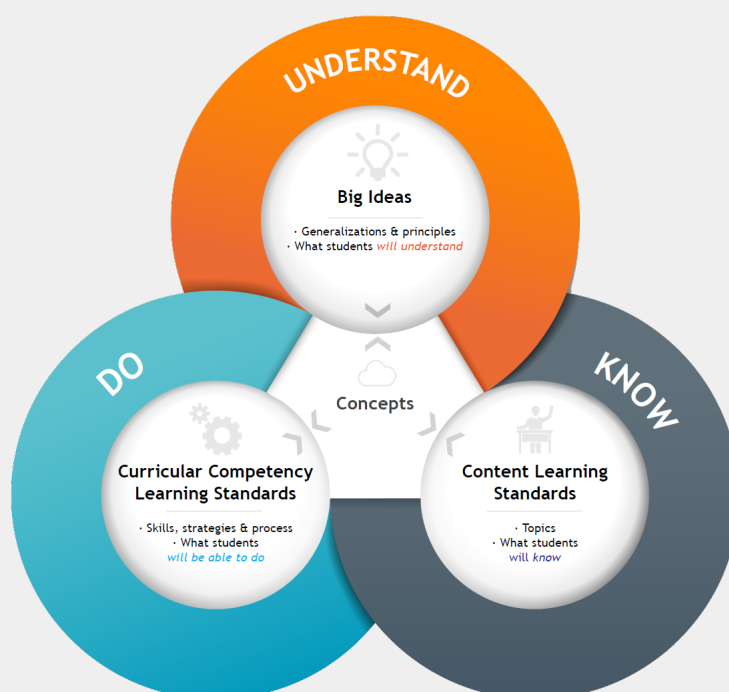 UNDERSTAND
Big Ideas
· Generalizations & principles
· What students will understand
DO
KNOW
Concepts
Curricular Competency
Learning Standards
· Skills, strategies & process
· What students
will be able to do
Content Learning
Standards
· Topics
· What students
will know